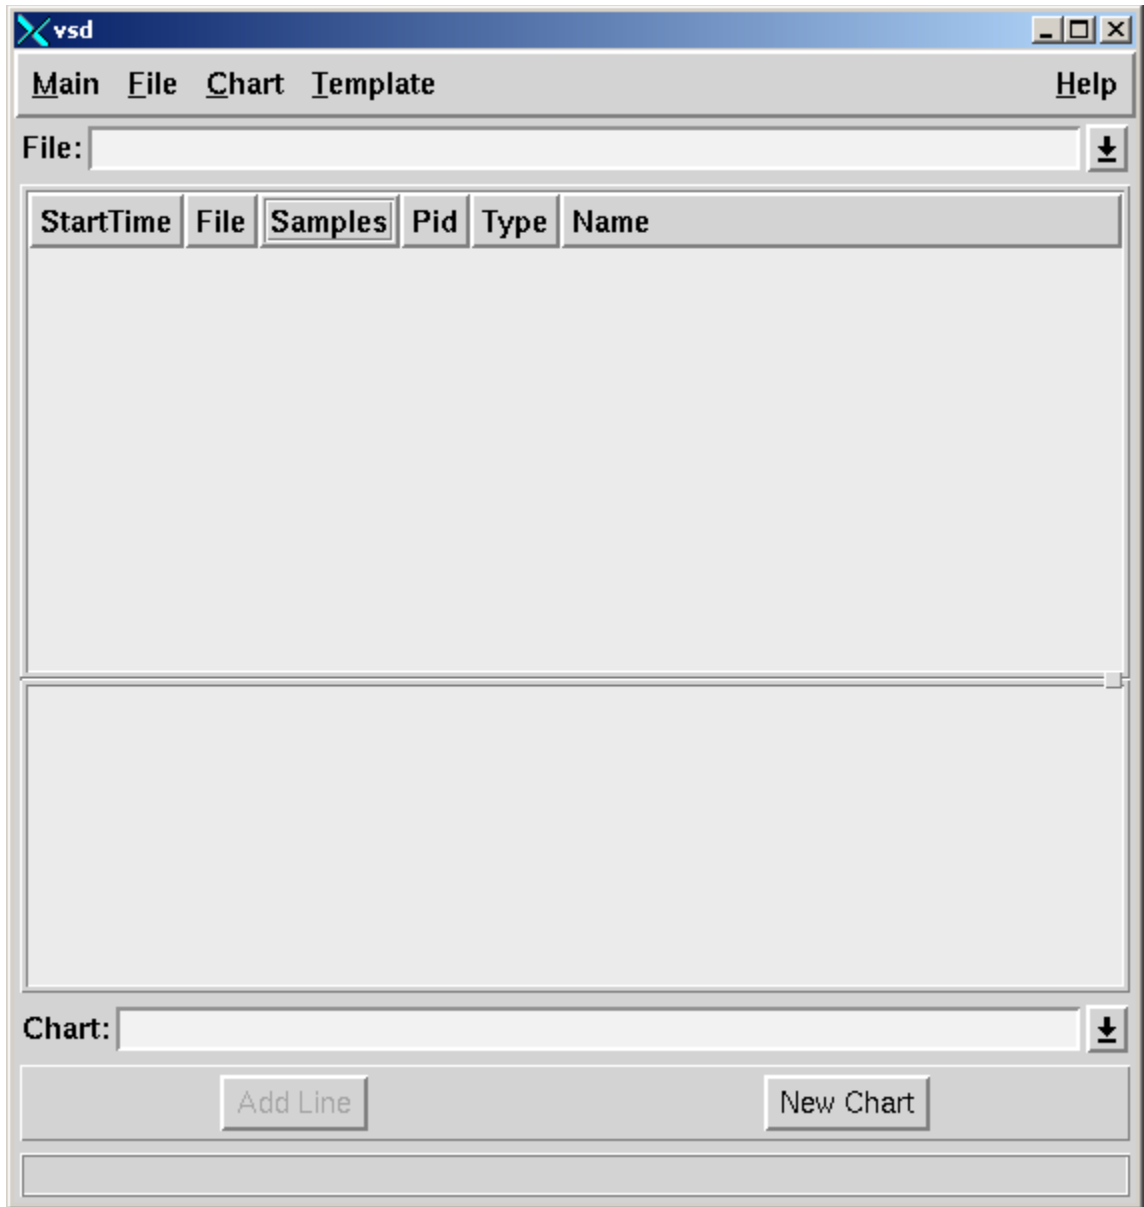 vsd
Main File Chart Template Help
File:
StartTime File Samples Pid Type Name
Chart:
Add Line New Chart